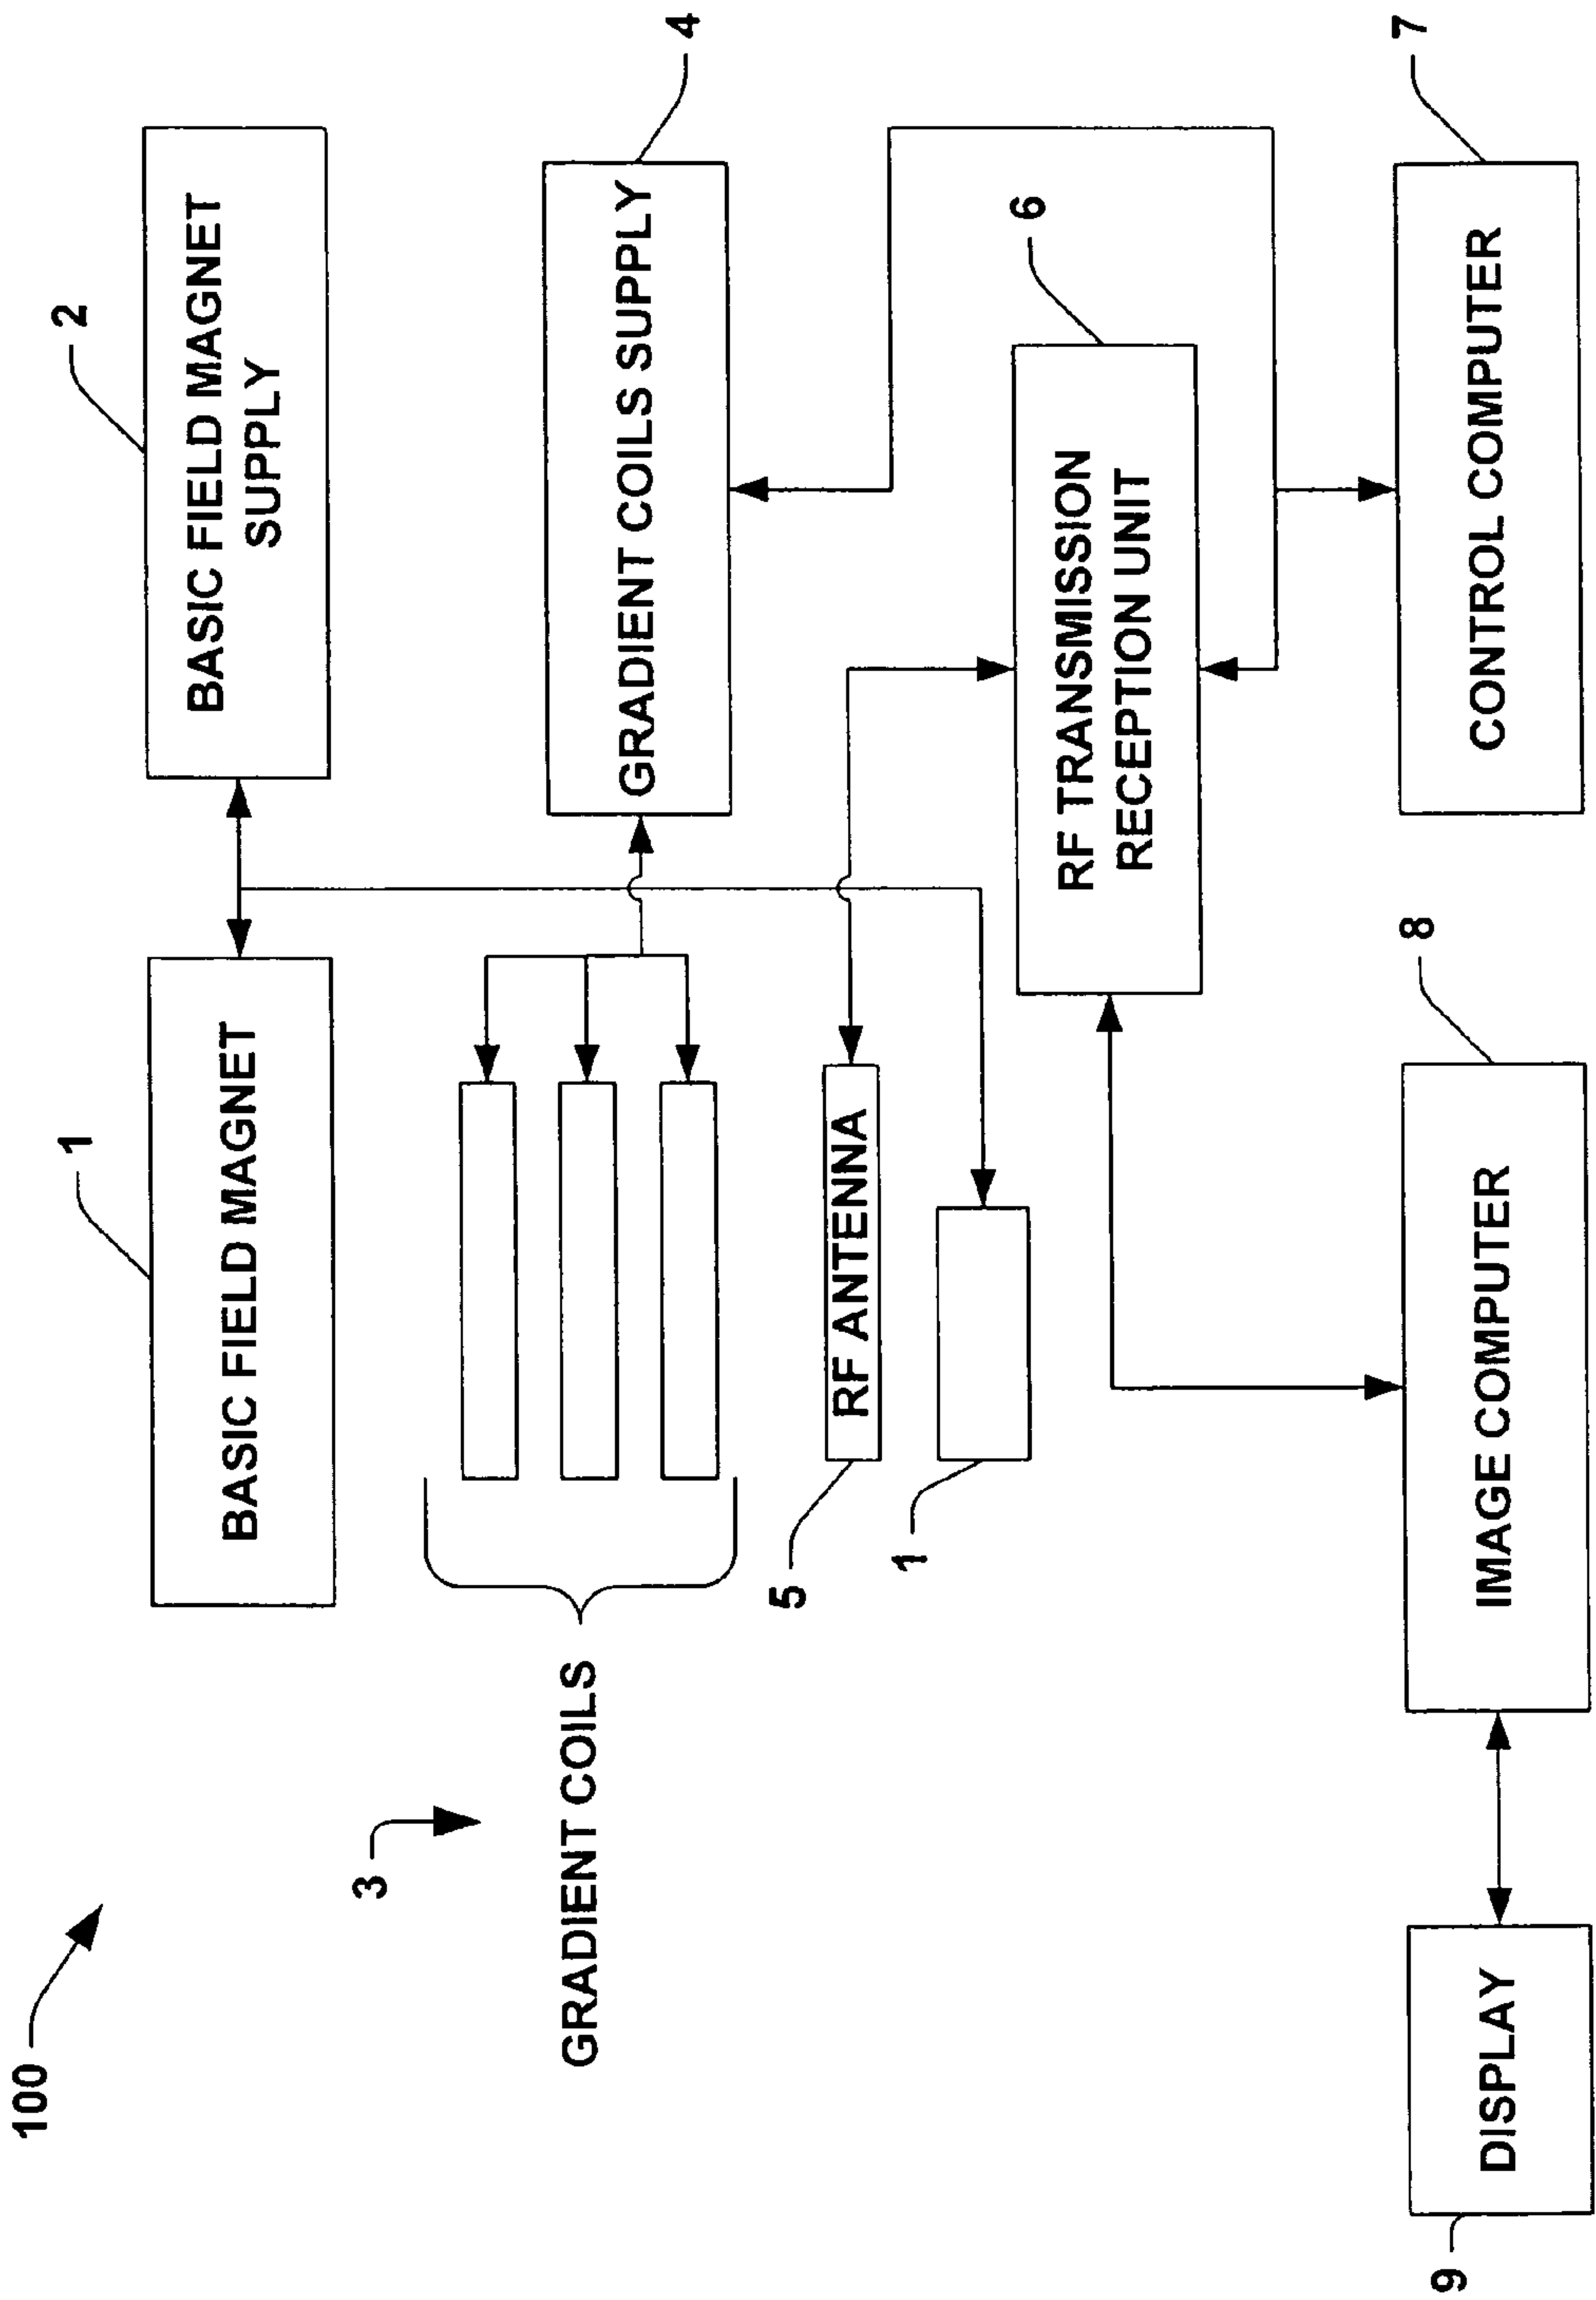 100
1
BASIC FIELD MAGNET
2
BASIC FIELD MAGNET
SUPPLY
3
GRADIENT COILS
4
GRADIENT COILS SUPPLY
5
RF ANTENNA
1
6
RF TRANSMISSION
RECEPTION UNIT
9
DISPLAY
8
IMAGE COMPUTER
7
CONTROL COMPUTER